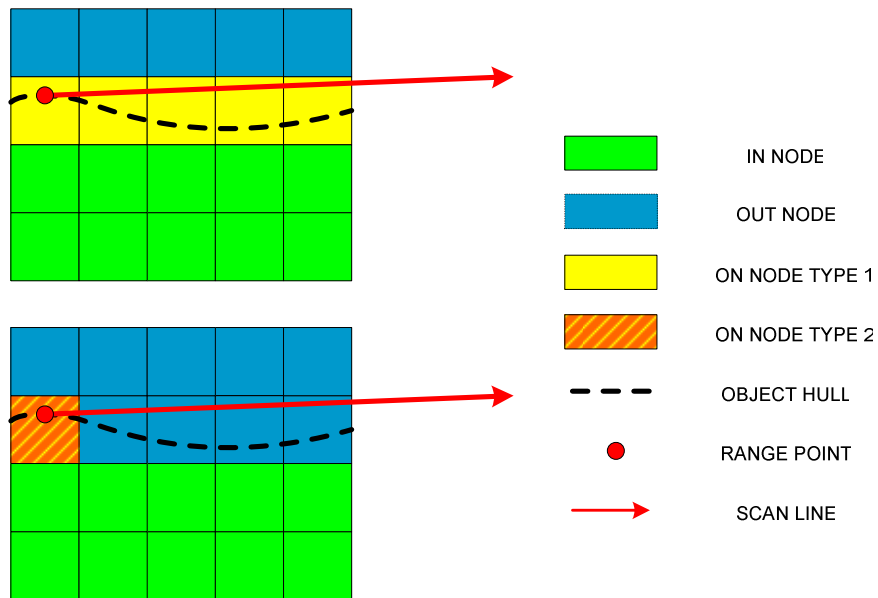 IN NODE
OUT NODE
ON NODE TYPE 1
ON NODE TYPE 2
OBJECT HULL
RANGE POINT
SCAN LINE